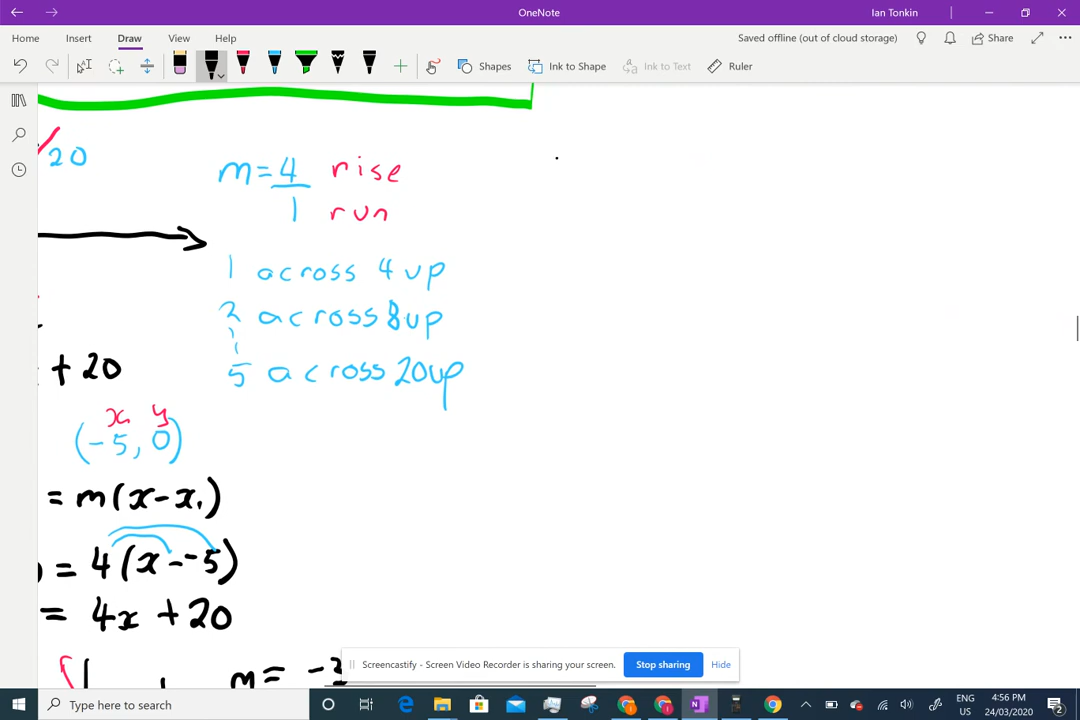 OneNote
Ian Tonkin
Home Insert Draw View Help
Saved offline (out of cloud storage)
Share
Shapes
Ink to Shape
Ink to Text
Ruler
20
m = 4/1 rise
run
1 across 4 up
2 across 8 up
5 across 20 up
+ 20
x y
(-5, 0)
= m(x-x₁)
= 4(x--5)
= 4x + 20
m = -3
Screencastify - Screen Video Recorder is sharing your screen.
Stop sharing
Hide
Type here to search
ENG
US
4:56 PM
24/03/2020
2